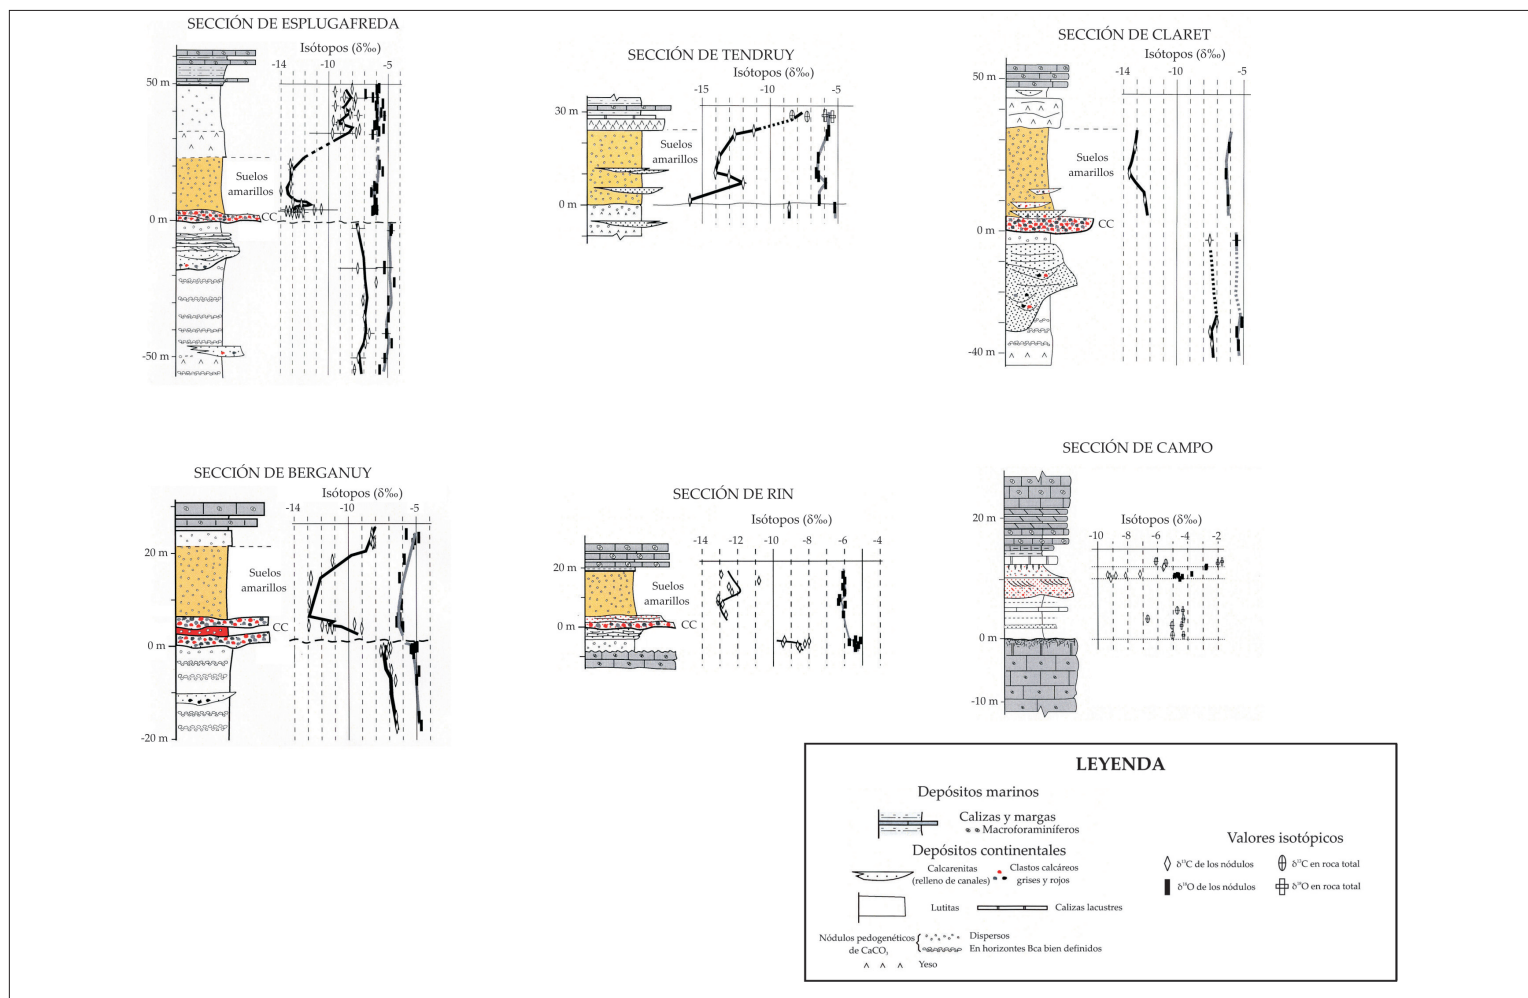 SECCIÓN DE ESPLUGAFREDA
Isótopos (δ‰)
-14
-10
-5
50 m
Suelos
amarillos
CC
0 m
-50 m
SECCIÓN DE TENDRUY
Isótopos (δ‰)
-15
-10
-5
30 m
Suelos
amarillos
0 m
SECCIÓN DE CLARET
Isótopos (δ‰)
-14
-10
-5
50 m
Suelos
amarillos
CC
0 m
-40 m
SECCIÓN DE BERGANUY
Isótopos (δ‰)
-14
-10
-5
20 m
Suelos
amarillos
CC
0 m
-20 m
SECCIÓN DE RIN
Isótopos (δ‰)
-14
-12
-10
-8
-6
-4
20 m
Suelos
amarillos
CC
0 m
SECCIÓN DE CAMPO
Isótopos (δ‰)
-10
-8
-6
-4
-2
20 m
0 m
-10 m
LEYENDA
Depósitos marinos
Calizas y margas
Macroforaminíferos
Depósitos continentales
Calcarenitas
(relleno de canales)
Clastos calcáreos
grises y rojos
Lutitas
Calizas lacustres
Nódulos pedogenéticos
de CaCO₃
Dispersos
En horizontes Bca bien definidos
Yeso
Valores isotópicos
δ¹³C de los nódulos
δ¹³C en roca total
δ¹⁸O de los nódulos
δ¹⁸O en roca total